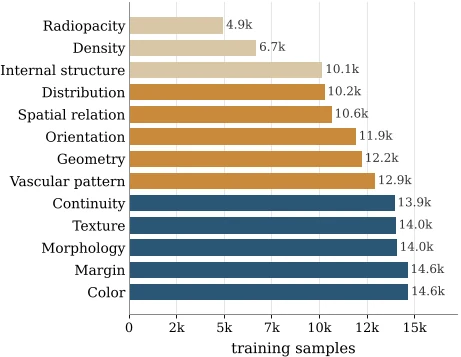 Radiopacity 4.9k
Density 6.7k
Internal structure 10.1k
Distribution 10.2k
Spatial relation 10.6k
Orientation 11.9k
Geometry 12.2k
Vascular pattern 12.9k
Continuity 13.9k
Texture 14.0k
Morphology 14.0k
Margin 14.6k
Color 14.6k
0 2k 5k 7k 10k 12k 15k
training samples